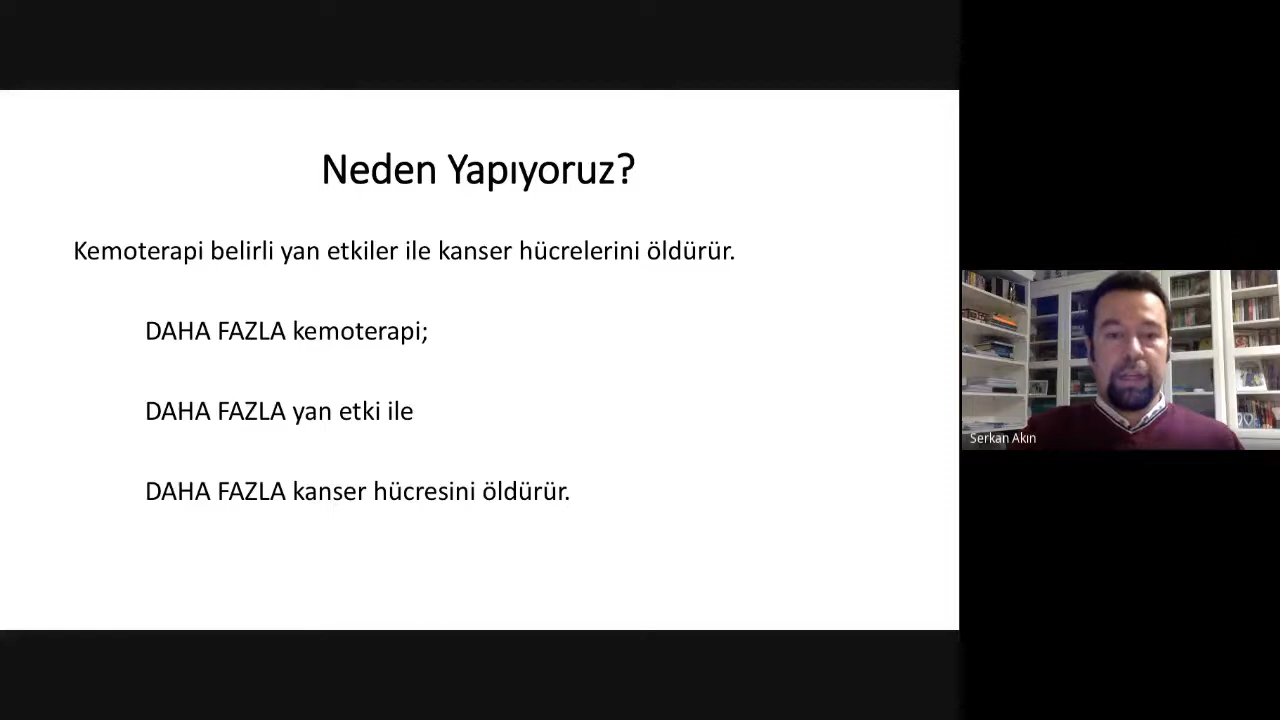 Neden Yapıyoruz?
Kemoterapi belirli yan etkiler ile kanser hücrelerini öldürür.
DAHA FAZLA kemoterapi;
DAHA FAZLA yan etki ile
DAHA FAZLA kanser hücresini öldürür.
Serkan Akın